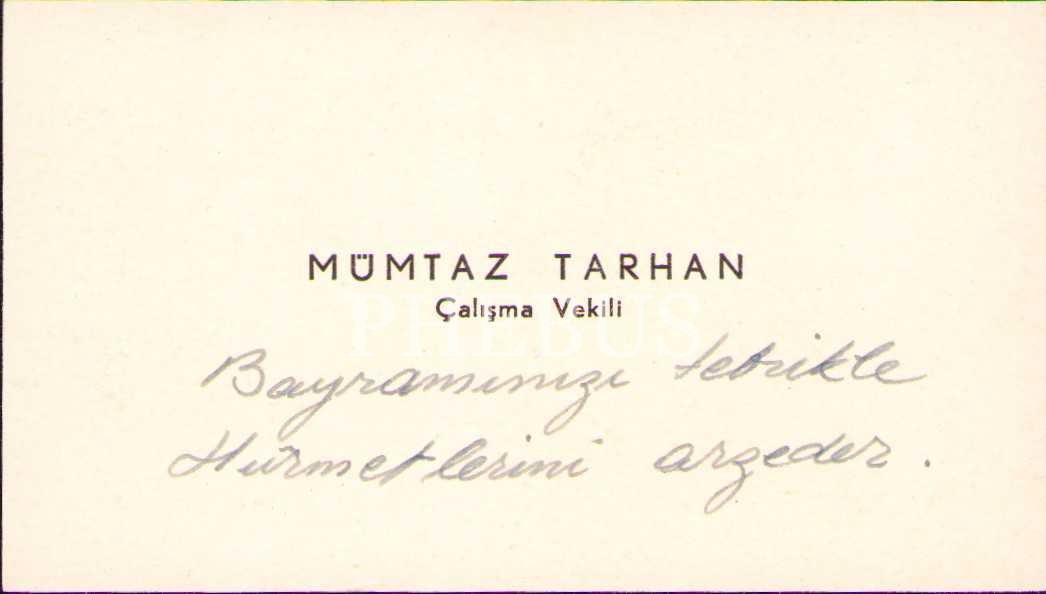 MÜMTAZ TARHAN
Çalışma Vekili
PHEBUS
Bayramınızı tebrikle
Hürmetlerini arzeder.